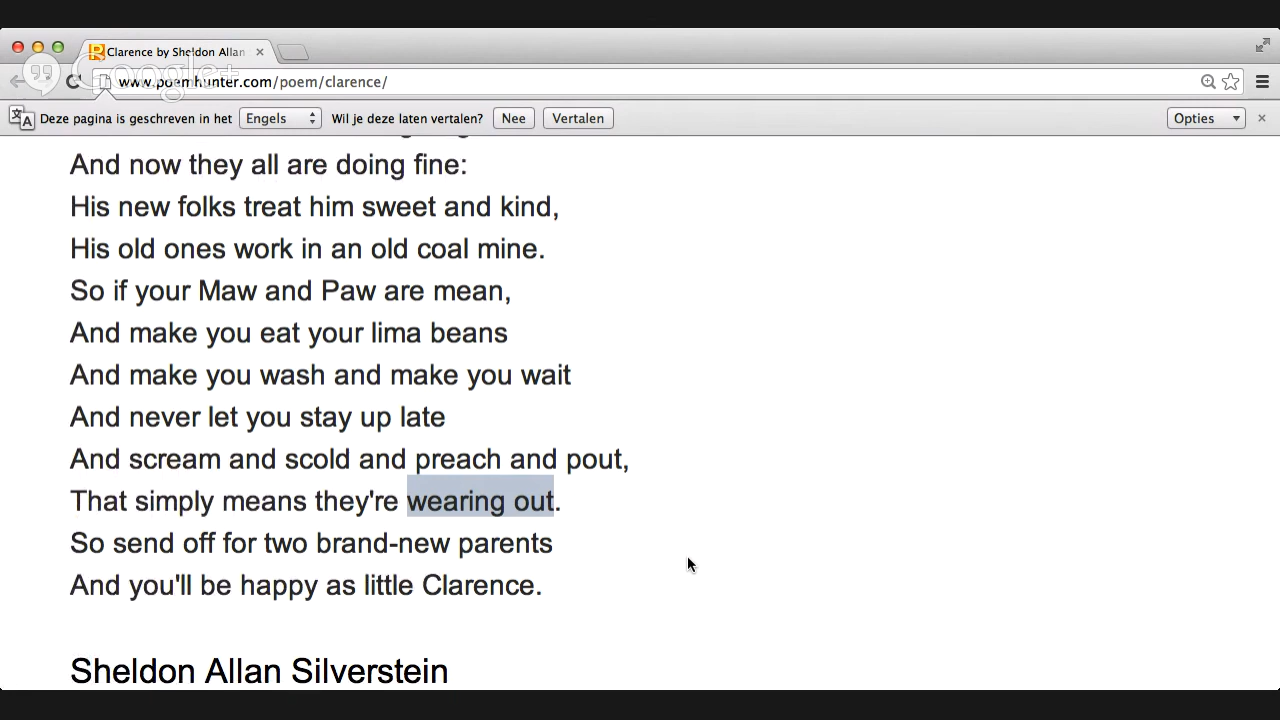 Clarence by Sheldon Allan
Google+
www.poemhunter.com/poem/clarence/
Deze pagina is geschreven in het Engels Wil je deze laten vertalen? Nee Vertalen Opties
And now they all are doing fine:
His new folks treat him sweet and kind,
His old ones work in an old coal mine.
So if your Maw and Paw are mean,
And make you eat your lima beans
And make you wash and make you wait
And never let you stay up late
And scream and scold and preach and pout,
That simply means they're wearing out.
So send off for two brand-new parents
And you'll be happy as little Clarence.
Sheldon Allan Silverstein